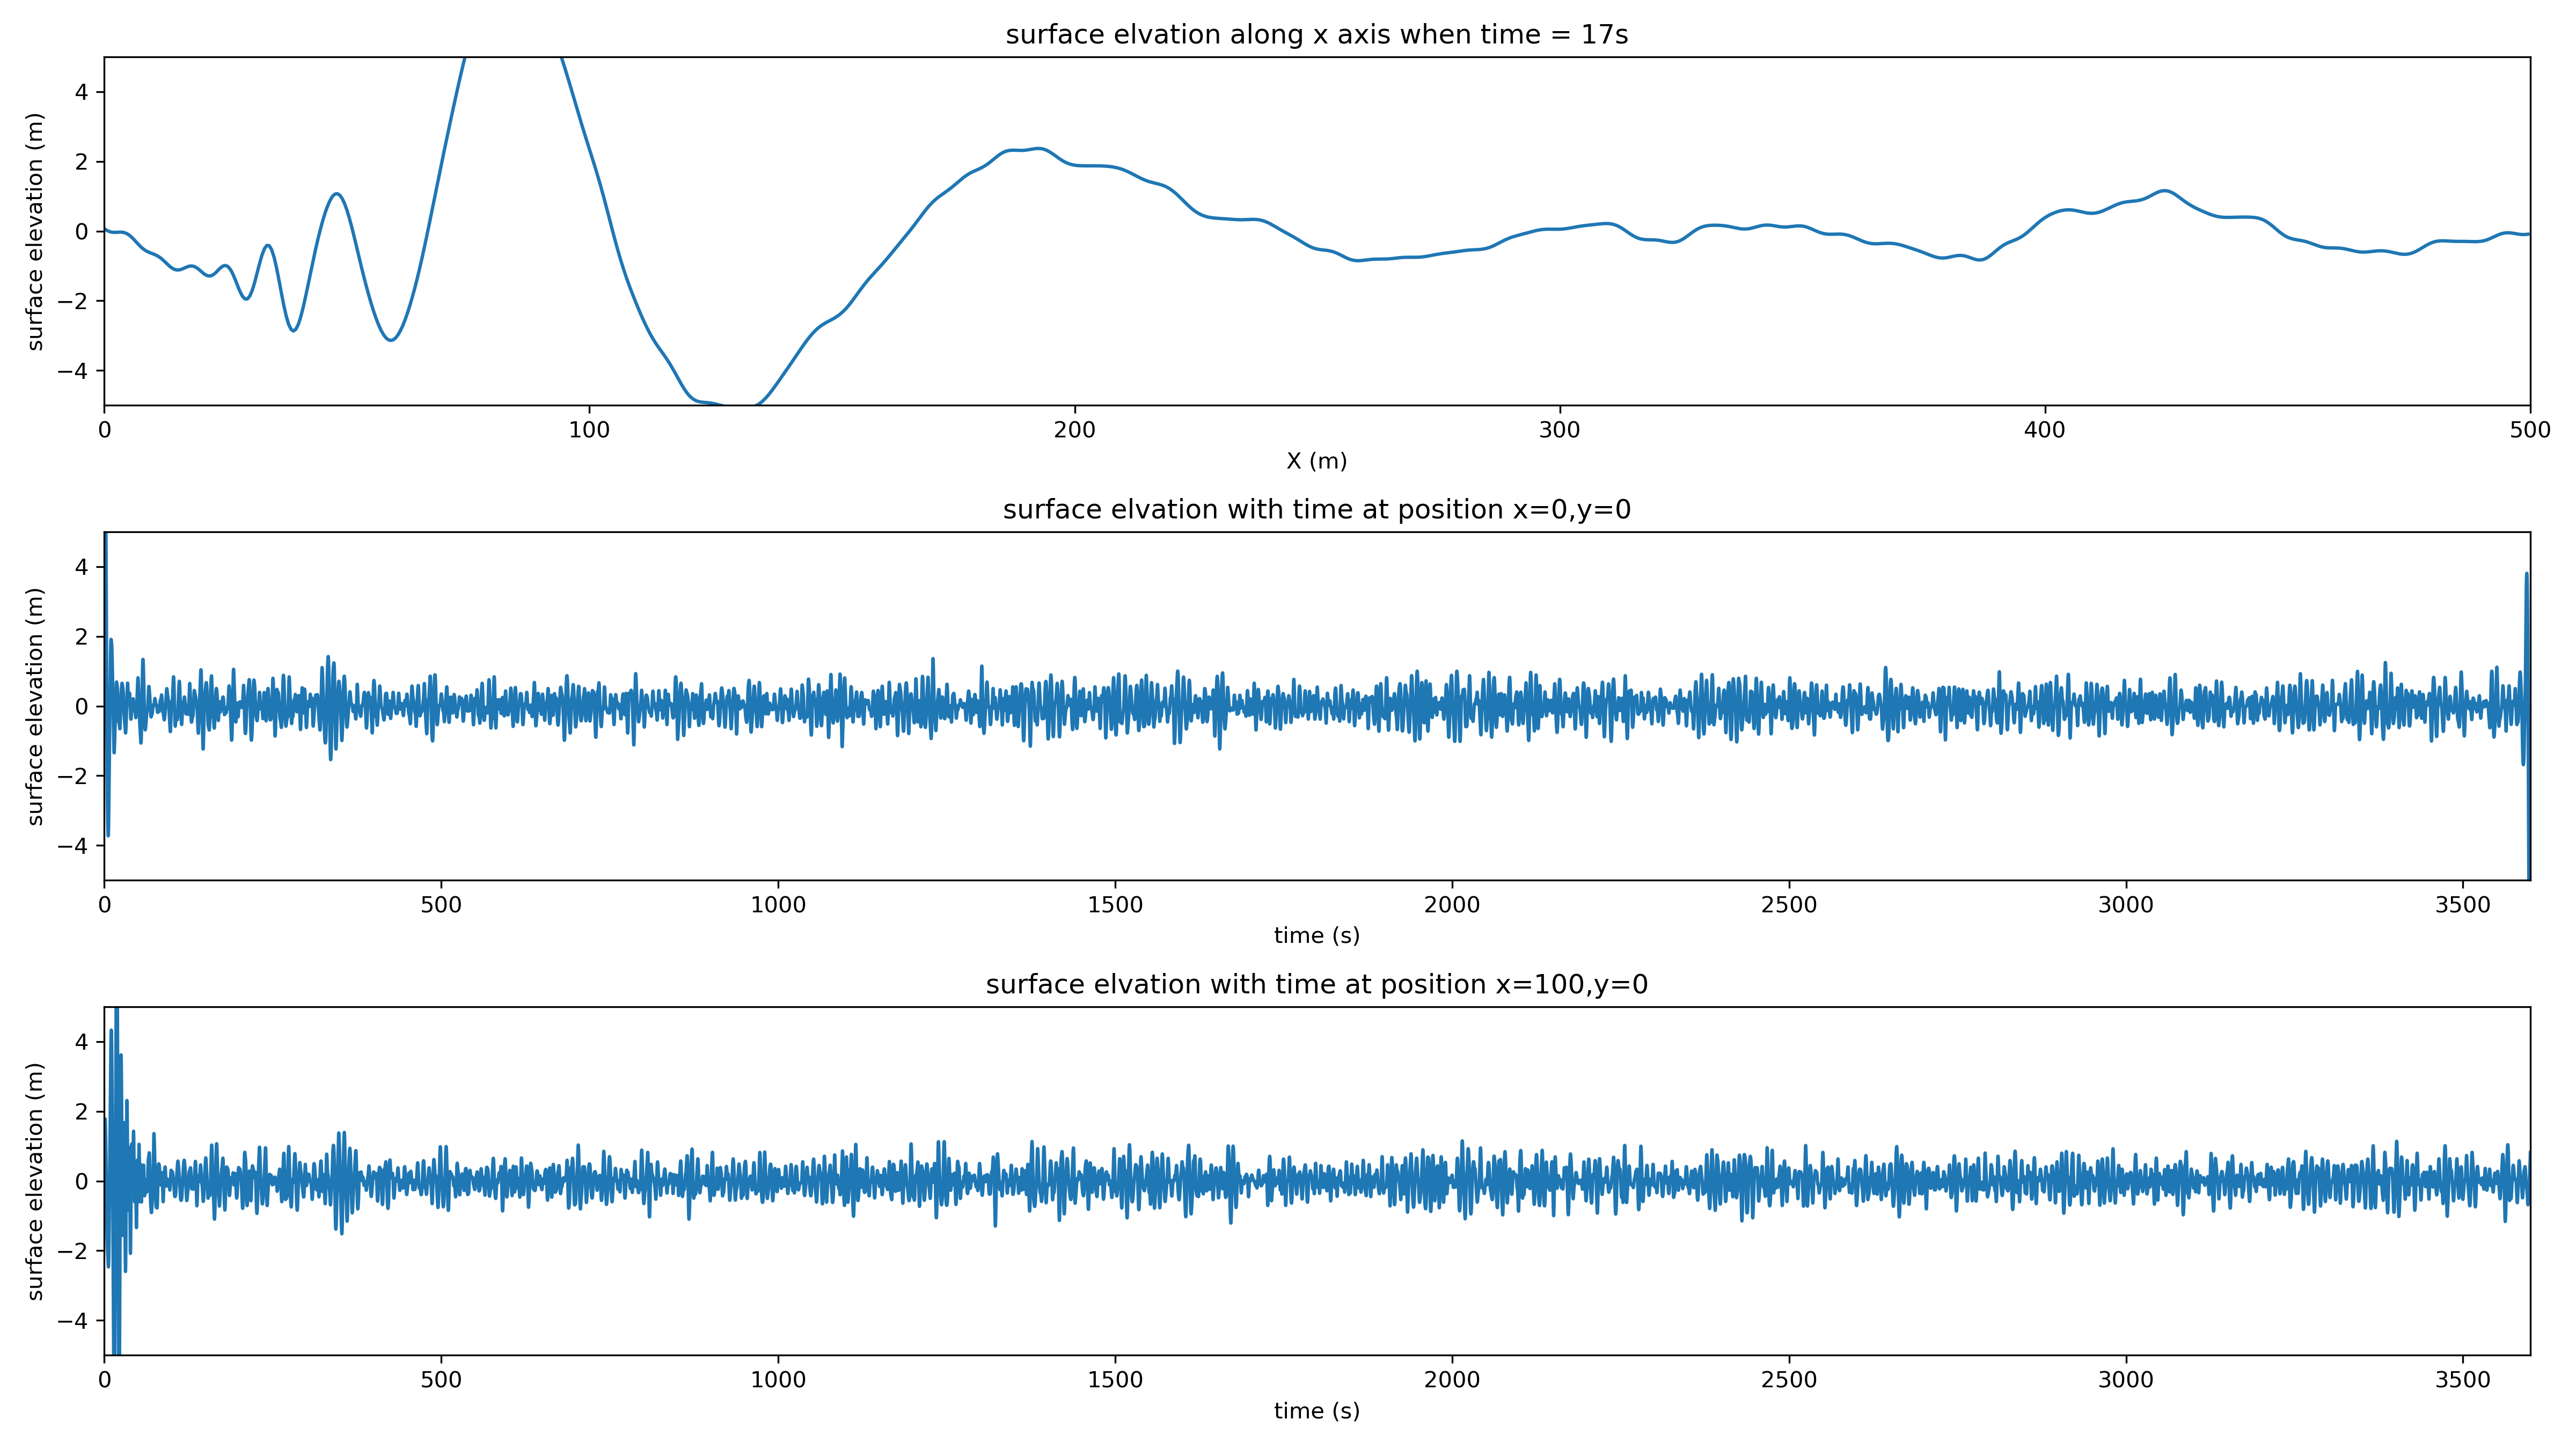 surface elvation along x axis when time = 17s
surface elevation (m)
4
2
0
−2
−4
0 100 200 300 400 500
X (m)
surface elvation with time at position x=0,y=0
surface elevation (m)
4
2
0
−2
−4
0 500 1000 1500 2000 2500 3000 3500
time (s)
surface elvation with time at position x=100,y=0
surface elevation (m)
4
2
0
−2
−4
0 500 1000 1500 2000 2500 3000 3500
time (s)